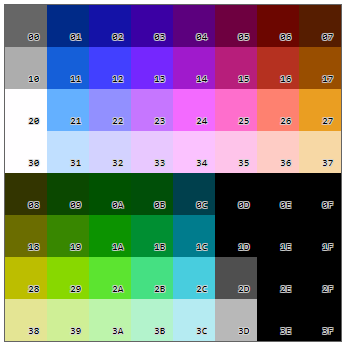 00 01 02 03 04 05 06 07
10 11 12 13 14 15 16 17
20 21 22 23 24 25 26 27
30 31 32 33 34 35 36 37
08 09 0A 0B 0C 0D 0E 0F
18 19 1A 1B 1C 1D 1E 1F
28 29 2A 2B 2C 2D 2E 2F
38 39 3A 3B 3C 3D 3E 3F